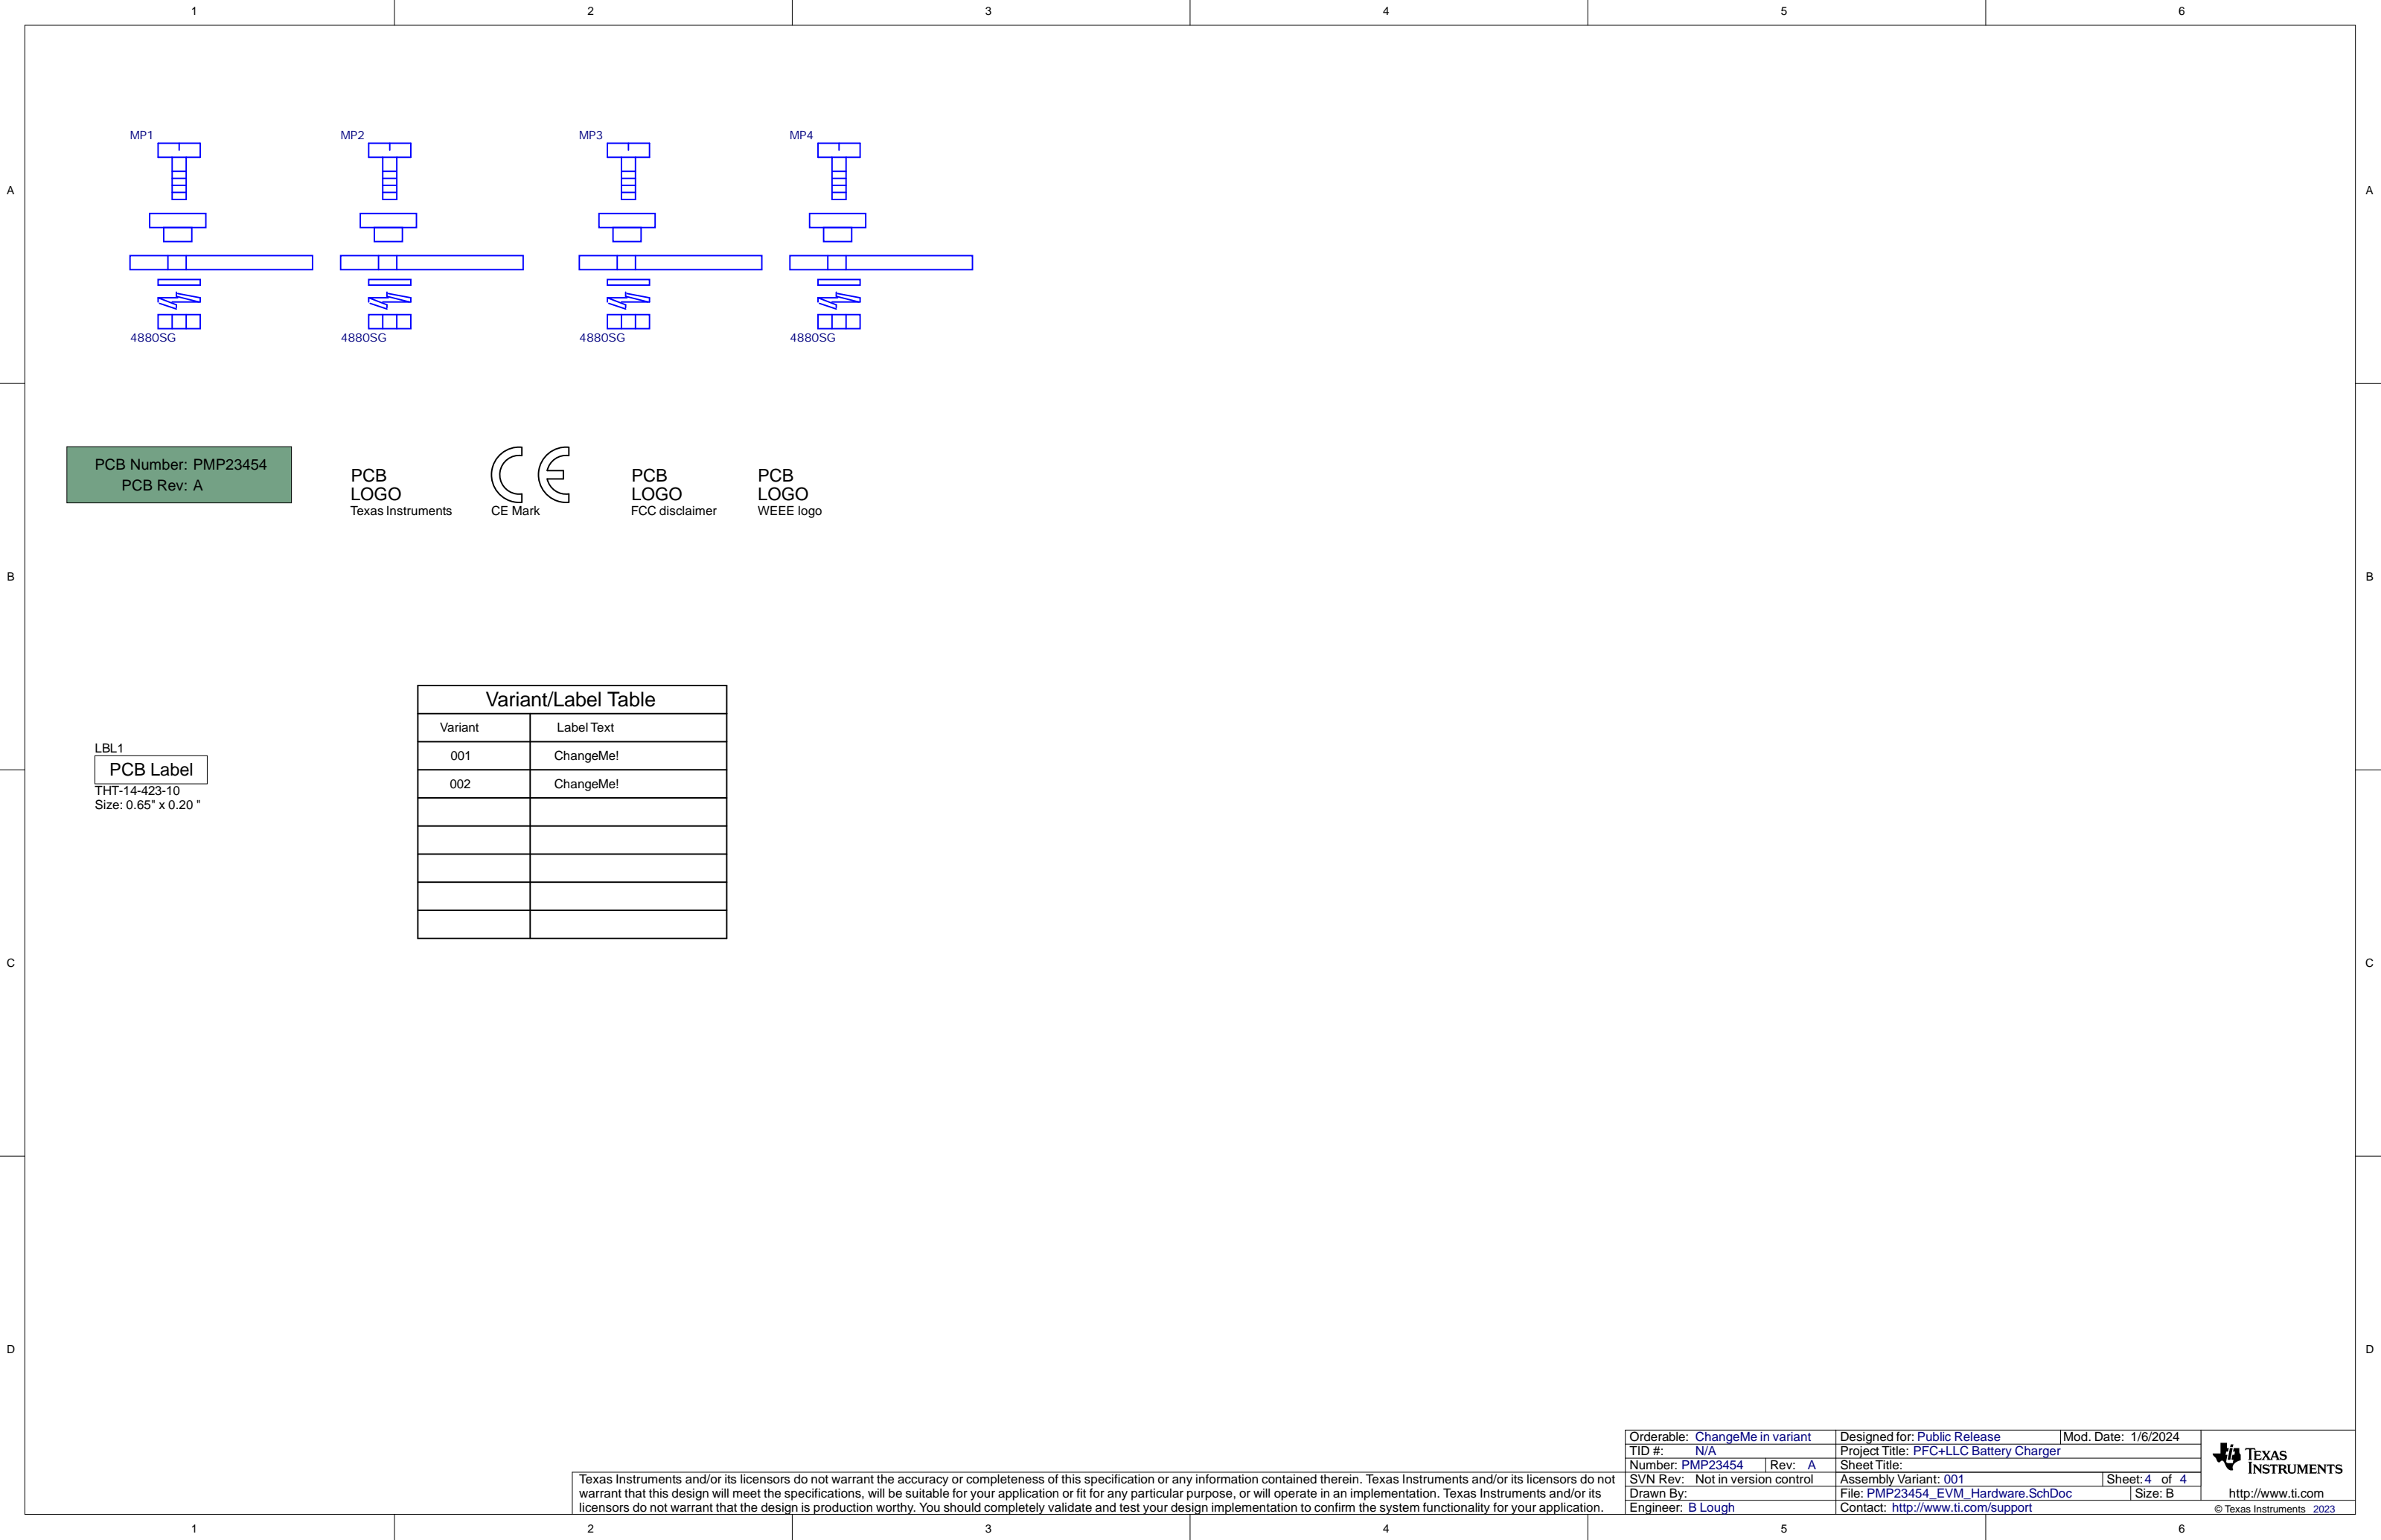 1 2 3 4 5 6
MP1 MP2 MP3 MP4
A A
4880SG 4880SG 4880SG 4880SG
PCB Number: PMP23454
PCB Rev: A
PCB
LOGO
Texas Instruments
CE
CE Mark
PCB
LOGO
FCC disclaimer
PCB
LOGO
WEEE logo
B B
LBL1
PCB Label
THT-14-423-10
Size: 0.65" x 0.20 "
Variant/Label Table
Variant Label Text
001 ChangeMe!
002 ChangeMe!
C C
D D
Texas Instruments and/or its licensors do not warrant the accuracy or completeness of this specification or any information contained therein. Texas Instruments and/or its licensors do not
warrant that this design will meet the specifications, will be suitable for your application or fit for any particular purpose, or will operate in an implementation. Texas Instruments and/or its
licensors do not warrant that the design is production worthy. You should completely validate and test your design implementation to confirm the system functionality for your application.
Orderable: ChangeMe in variant Designed for: Public Release Mod. Date: 1/6/2024
TID #: N/A Project Title: PFC+LLC Battery Charger
Number: PMP23454 Rev: A Sheet Title:
SVN Rev: Not in version control Assembly Variant: 001 Sheet: 4 of 4
Drawn By: File: PMP23454_EVM_Hardware.SchDoc Size: B
Engineer: B Lough Contact: http://www.ti.com/support
TEXAS
INSTRUMENTS
http://www.ti.com
© Texas Instruments 2023
1 2 3 4 5 6